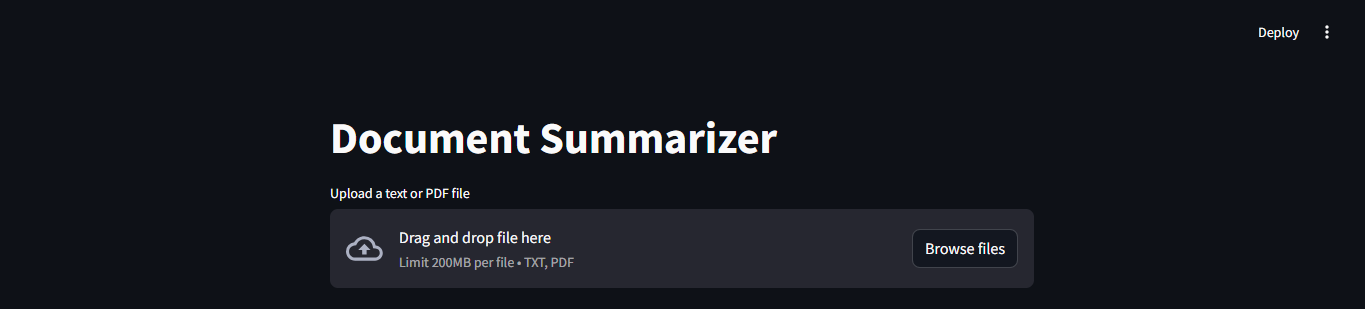 Deploy
Document Summarizer
Upload a text or PDF file
Drag and drop file here
Limit 200MB per file • TXT, PDF
Browse files